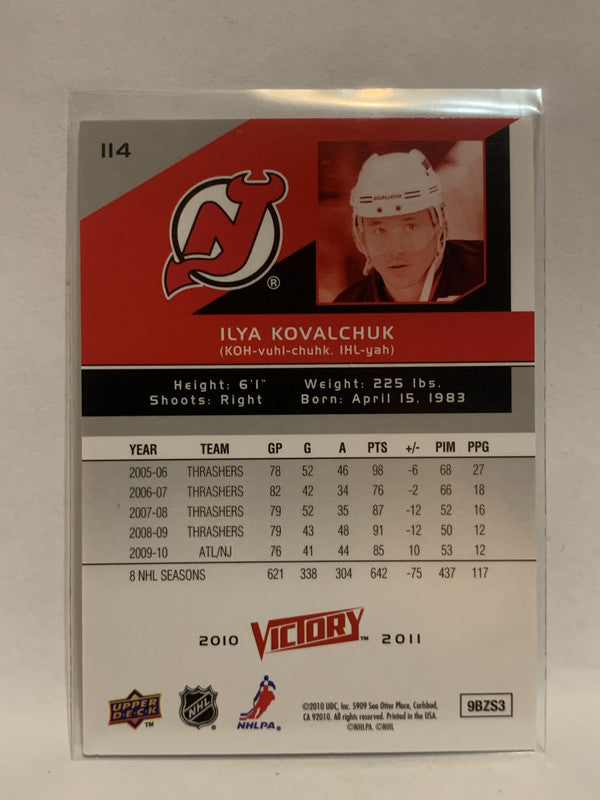 114
BAUER
NJ ®
ILYA KOVALCHUK
(KOH-vuhl-chuhk, IHL-yah)
Height: 6'1" Weight: 225 lbs.
Shoots: Right Born: April 15, 1983
YEAR TEAM GP G A PTS +/- PIM PPG
2005-06 THRASHERS 78 52 46 98 -6 68 27
2006-07 THRASHERS 82 42 34 76 -2 66 18
2007-08 THRASHERS 79 52 35 87 -12 52 16
2008-09 THRASHERS 79 43 48 91 -12 50 12
2009-10 ATL/NJ 76 41 44 85 10 53 12
8 NHL SEASONS 621 338 304 642 -75 437 117
2010 VICTORY™ 2011
UPPER DECK™
NHL
NHLPA™
©2010 UDC, Inc. 5909 Sea Otter Place, Carlsbad,
CA 92010. All rights reserved. Printed in the USA.
©NHLPA. ©NHL
9BZS3